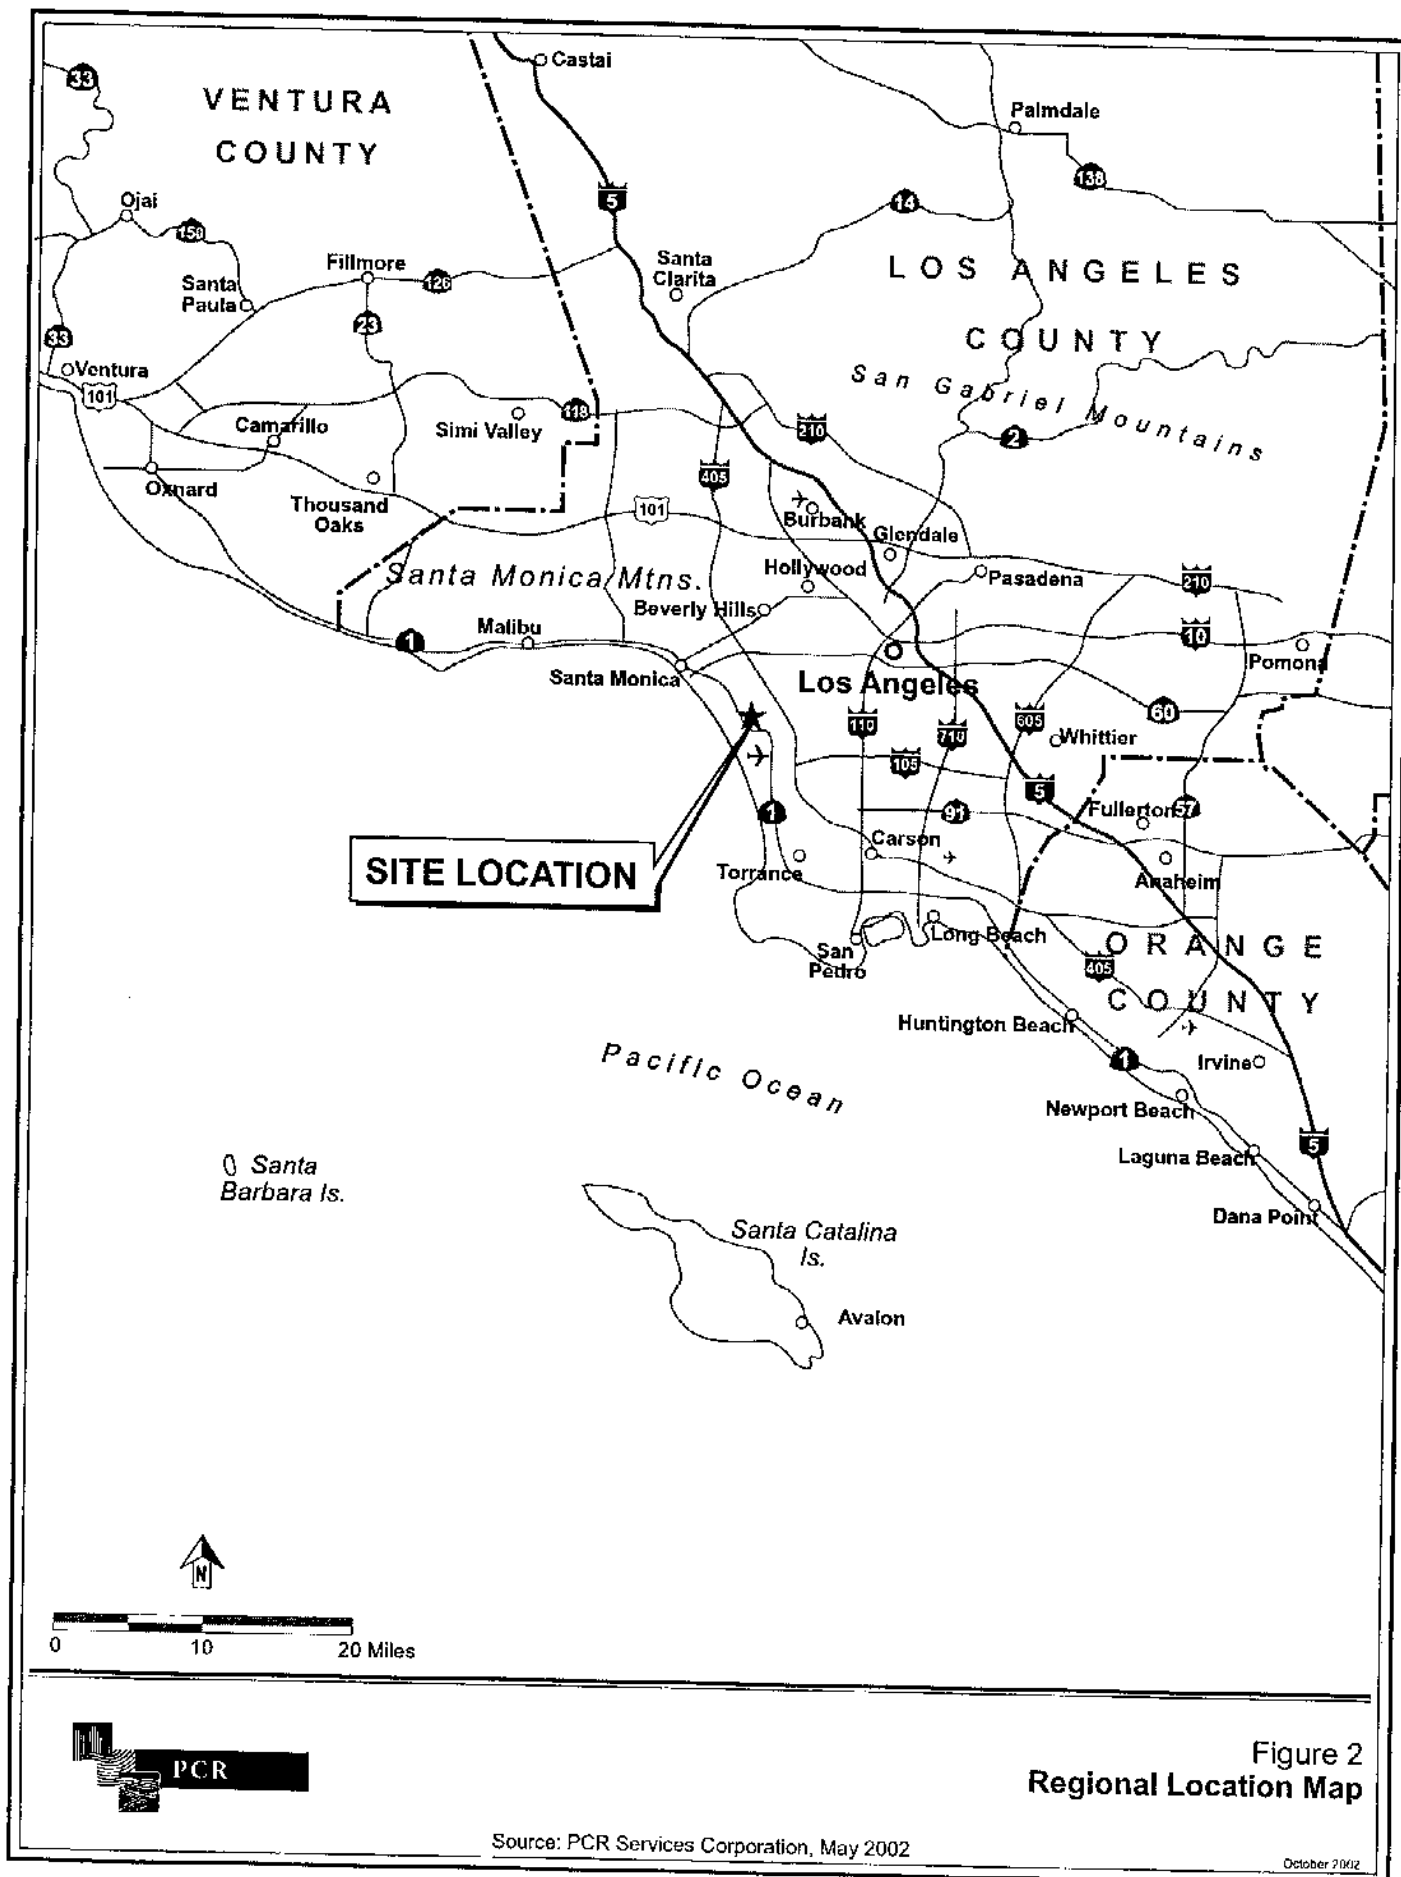 Castai
33
VENTURA
COUNTY
Palmdale
138
5
14
Ojai
150
Fillmore
126
Santa
Clarita
LOS ANGELES
COUNTY
Santa
Paula
23
33
Ventura
101
San Gabriel Mountains
Camarillo
Simi Valley
118
210
2
405
Oxnard
Thousand
Oaks
101
Burbank
Glendale
Hollywood
Pasadena
210
Santa Monica Mtns.
Beverly Hills
Malibu
1
10
Pomona
Santa Monica
Los Angeles
110
710
605
60
Whittier
105
5
1
91
Fullerton
57
SITE LOCATION
Torrance
Carson
Anaheim
San
Pedro
Long Beach
ORANGE
COUNTY
405
Huntington Beach
1
Irvine
Pacific Ocean
Newport Beach
5
Laguna Beach
Santa
Barbara Is.
Dana Point
Santa Catalina
Is.
Avalon
N
0 10 20 Miles
PCR
Figure 2
Regional Location Map
Source: PCR Services Corporation, May 2002
October 2002